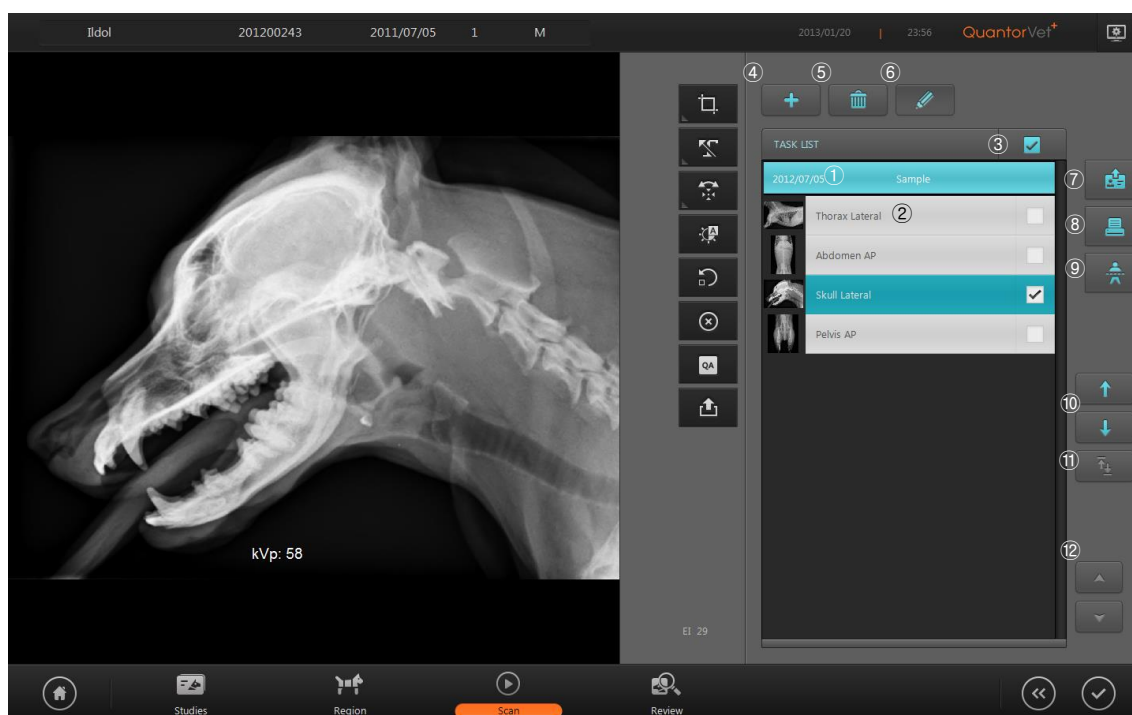 Ildol 201200243 2011/07/05 1 M 2013/01/20 | 23:56 QuantorVet+
④ ⑤ ⑥
TASK LIST ③
2012/07/05 ① Sample
Thorax Lateral ②
Abdomen AP
Skull Lateral
Pelvis AP
⑦
A
⑧
⑨
QA
⑩
⑪
⑫
kVp: 58
EI 29
Studies Region Scan Review